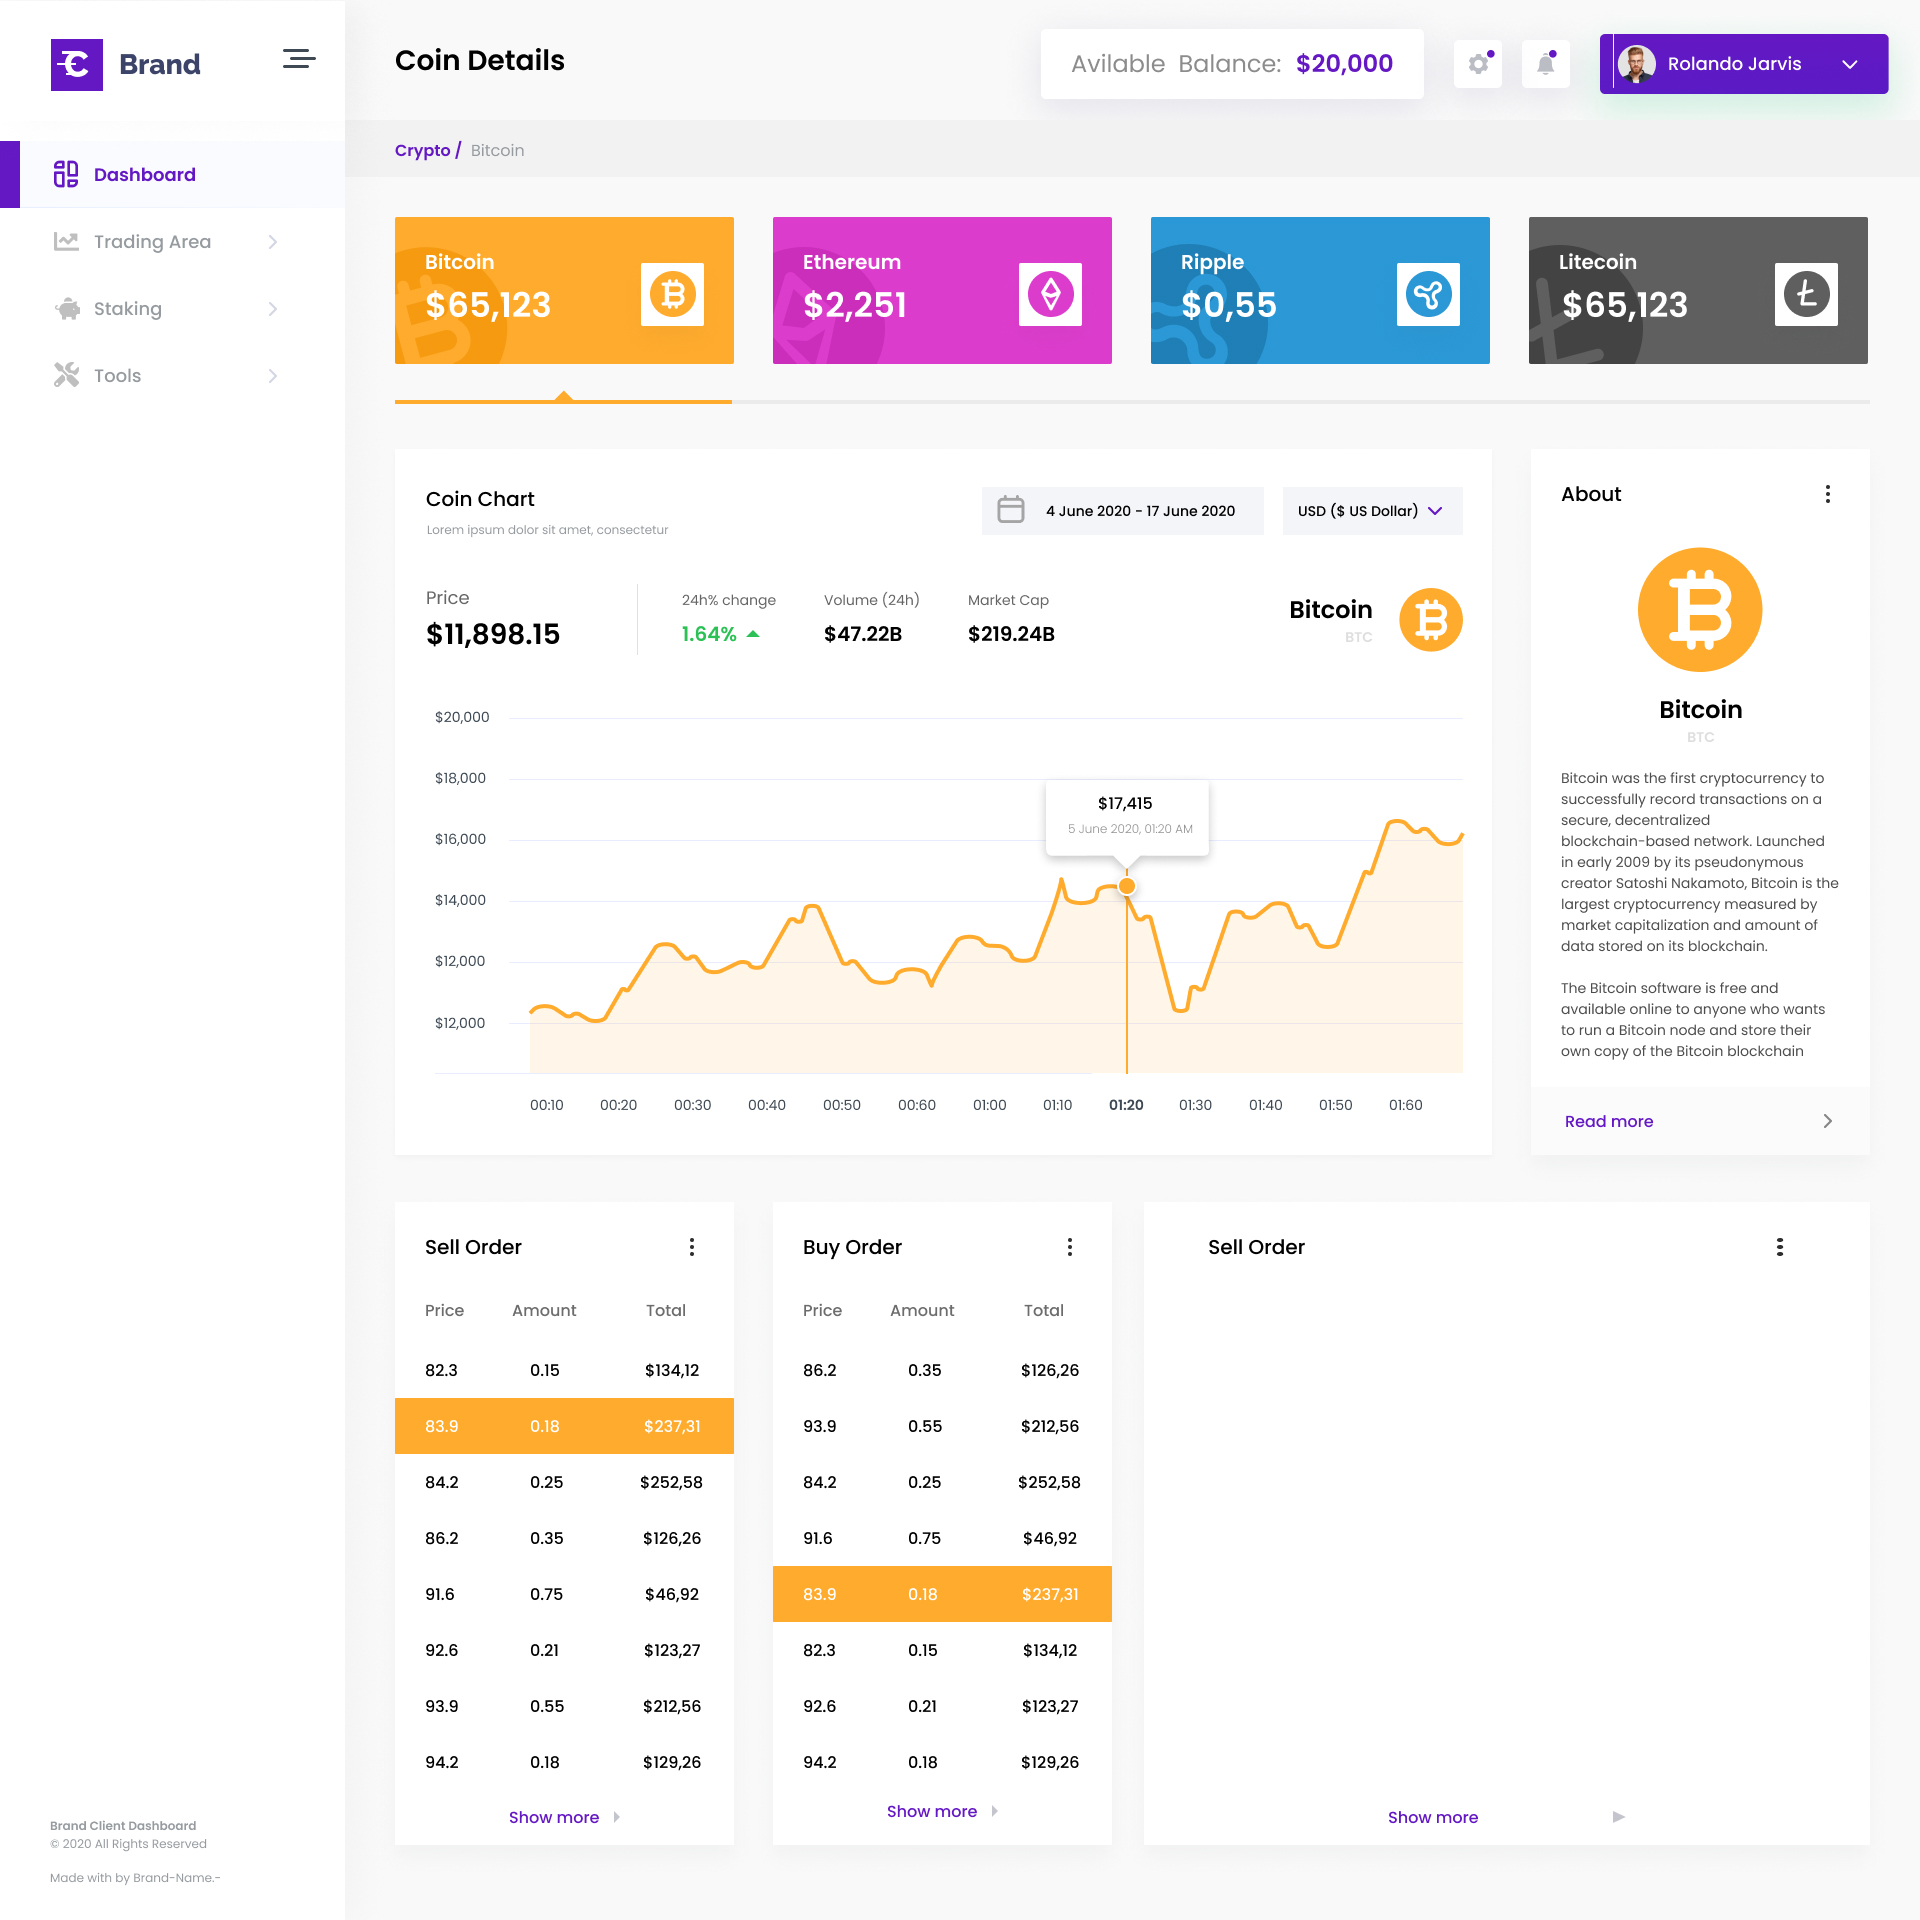 Brand
Coin Details
Avilable Balance: $20,000
Rolando Jarvis
Crypto / Bitcoin
Dashboard
Trading Area
Staking
Tools
Bitcoin
$65,123
Ethereum
$2,251
Ripple
$0,55
Litecoin
$65,123
Coin Chart
Lorem ipsum dolor sit amet, consectetur
4 June 2020 - 17 June 2020
USD ($ US Dollar)
Price
$11,898.15
24h% change
1.64%
Volume (24h)
$47.22B
Market Cap
$219.24B
Bitcoin
BTC
$20,000
$18,000
$16,000
$14,000
$12,000
$12,000
$17,415
5 June 2020, 01:20 AM
00:10 00:20 00:30 00:40 00:50 00:60 01:00 01:10 01:20 01:30 01:40 01:50 01:60
About
Bitcoin
BTC
Bitcoin was the first cryptocurrency to
successfully record transactions on a
secure, decentralized
blockchain-based network. Launched
in early 2009 by its pseudonymous
creator Satoshi Nakamoto, Bitcoin is the
largest cryptocurrency measured by
market capitalization and amount of
data stored on its blockchain.
The Bitcoin software is free and
available online to anyone who wants
to run a Bitcoin node and store their
own copy of the Bitcoin blockchain
Read more
Sell Order
Price Amount Total
82.3 0.15 $134,12
83.9 0.18 $237,31
84.2 0.25 $252,58
86.2 0.35 $126,26
91.6 0.75 $46,92
92.6 0.21 $123,27
93.9 0.55 $212,56
94.2 0.18 $129,26
Show more
Buy Order
Price Amount Total
86.2 0.35 $126,26
93.9 0.55 $212,56
84.2 0.25 $252,58
91.6 0.75 $46,92
83.9 0.18 $237,31
82.3 0.15 $134,12
92.6 0.21 $123,27
94.2 0.18 $129,26
Show more
Sell Order
Show more
Brand Client Dashboard
© 2020 All Rights Reserved
Made with by Brand-Name.-